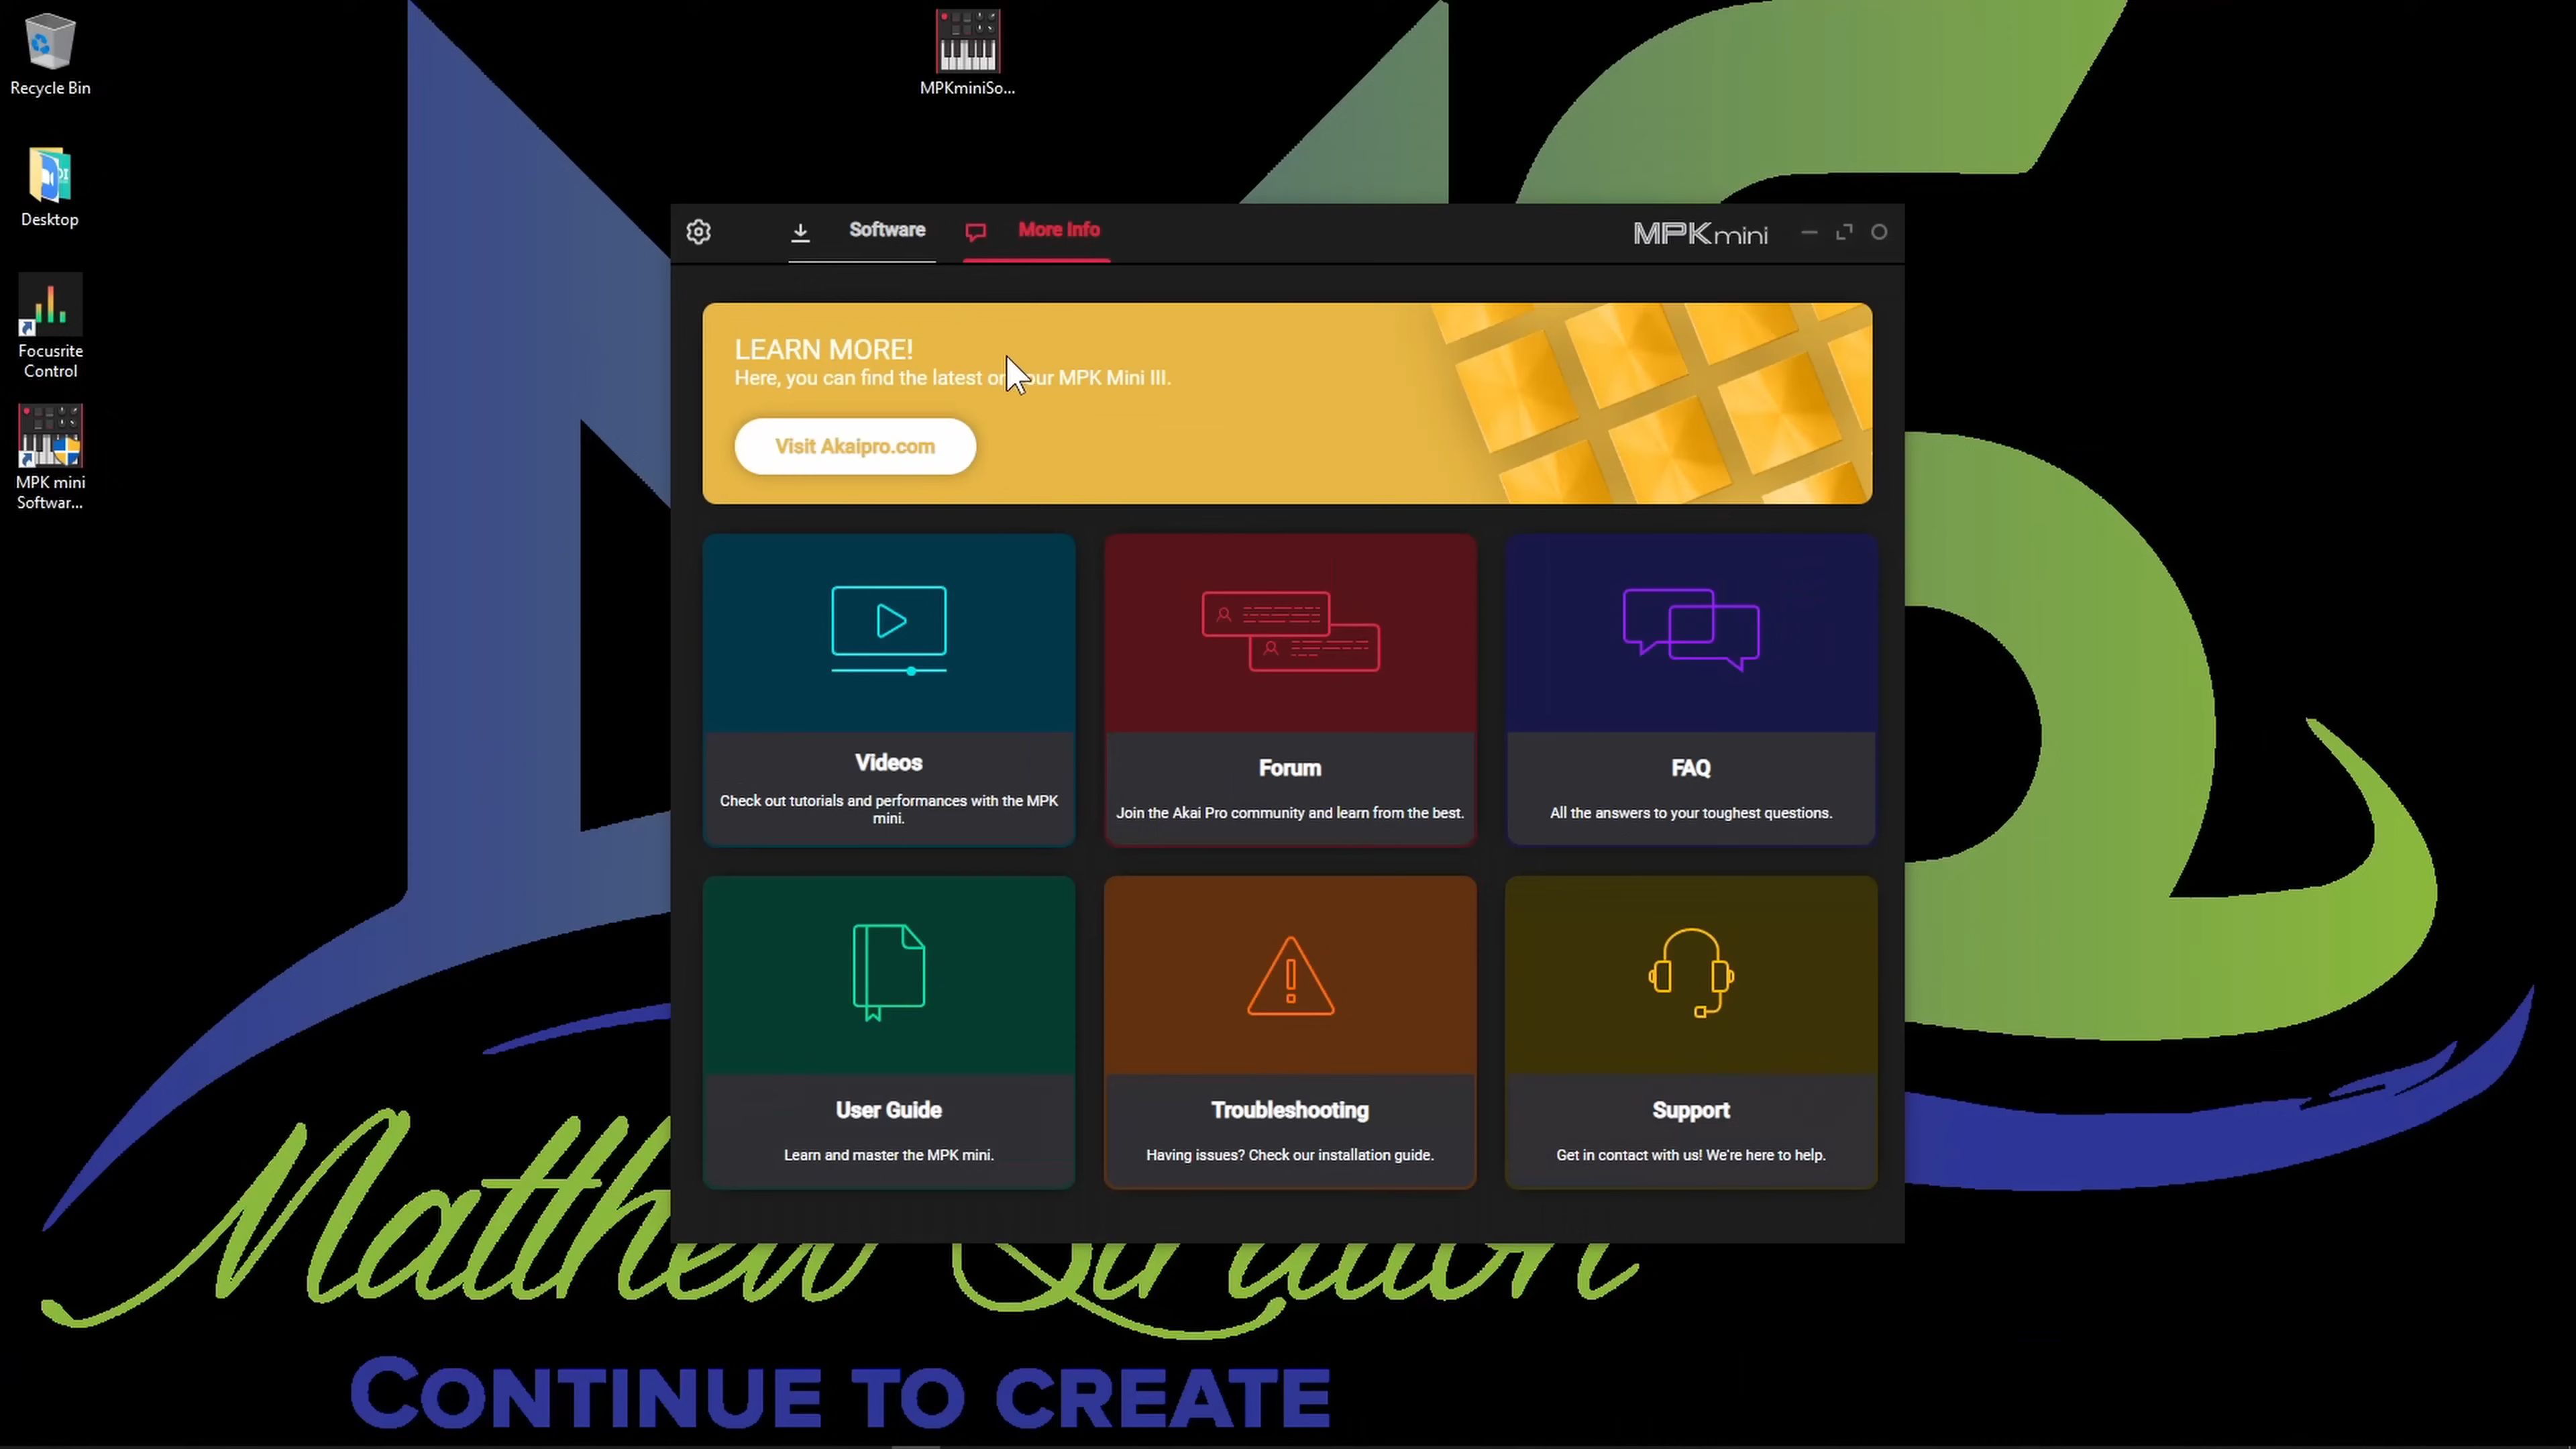 Recycle Bin
MPKminiSo...
Desktop
Focusrite
Control
MPK mini
Softwar...
Software
More Info
MPKmini
LEARN MORE!
Here, you can find the latest on your MPK Mini III.
Visit Akaipro.com
Videos
Check out tutorials and performances with the MPK
mini.
Forum
Join the Akai Pro community and learn from the best.
FAQ
All the answers to your toughest questions.
User Guide
Learn and master the MPK mini.
Troubleshooting
Having issues? Check our installation guide.
Support
Get in contact with us! We're here to help.
Matthew
CONTINUE TO CREATE